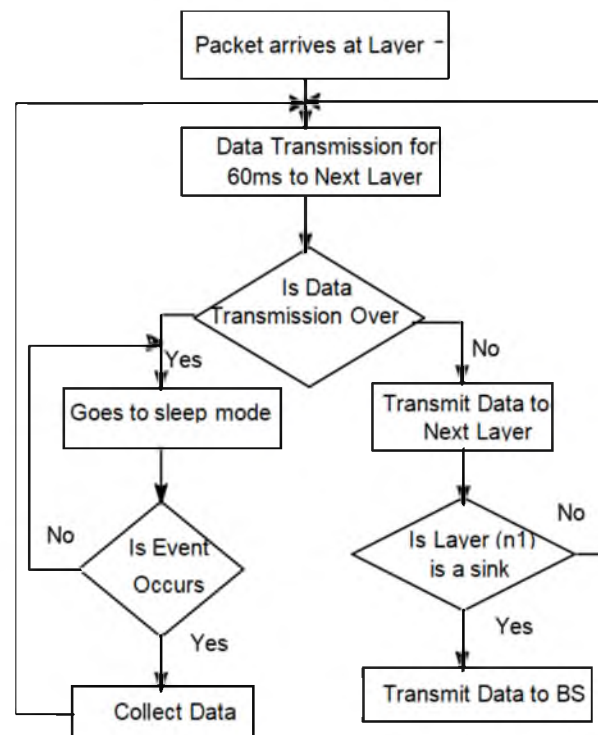 Packet arrives at Layer -
Data Transmission for
60ms to Next Layer
Is Data
Transmission Over
Yes
No
Goes to sleep mode
Transmit Data to
Next Layer
No
Is Event
Occurs
Is Layer (n1)
is a sink
No
Yes
Yes
Collect Data
Transmit Data to BS